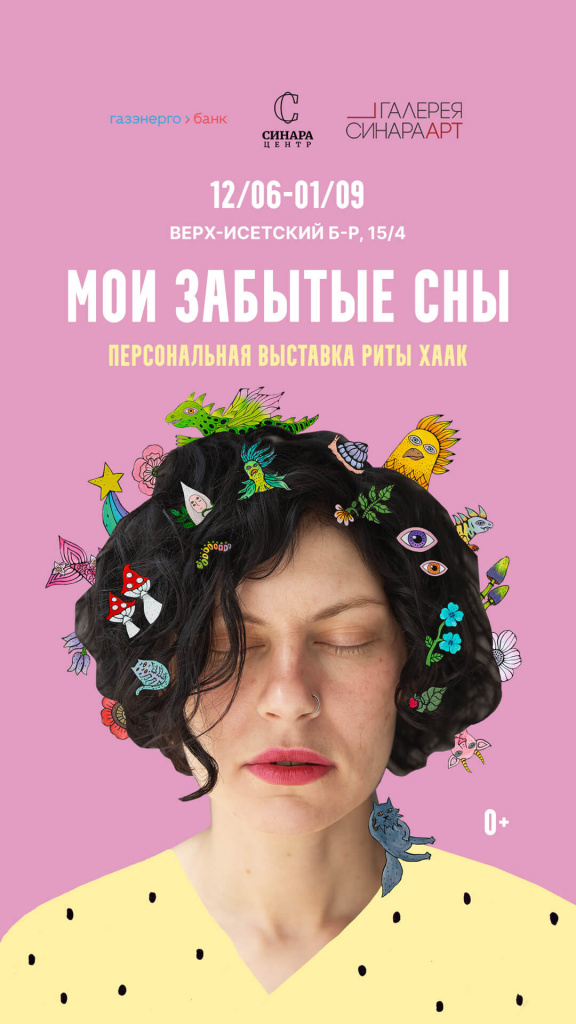 газэнерго > банк
СИНАРА
ЦЕНТР
ГАЛЕРЕЯ
СИНАРААРТ
12/06-01/09
ВЕРХ-ИСЕТСКИЙ Б-Р, 15/4
МОИ ЗАБЫТЫЕ СНЫ
ПЕРСОНАЛЬНАЯ ВЫСТАВКА РИТЫ ХААК
0+